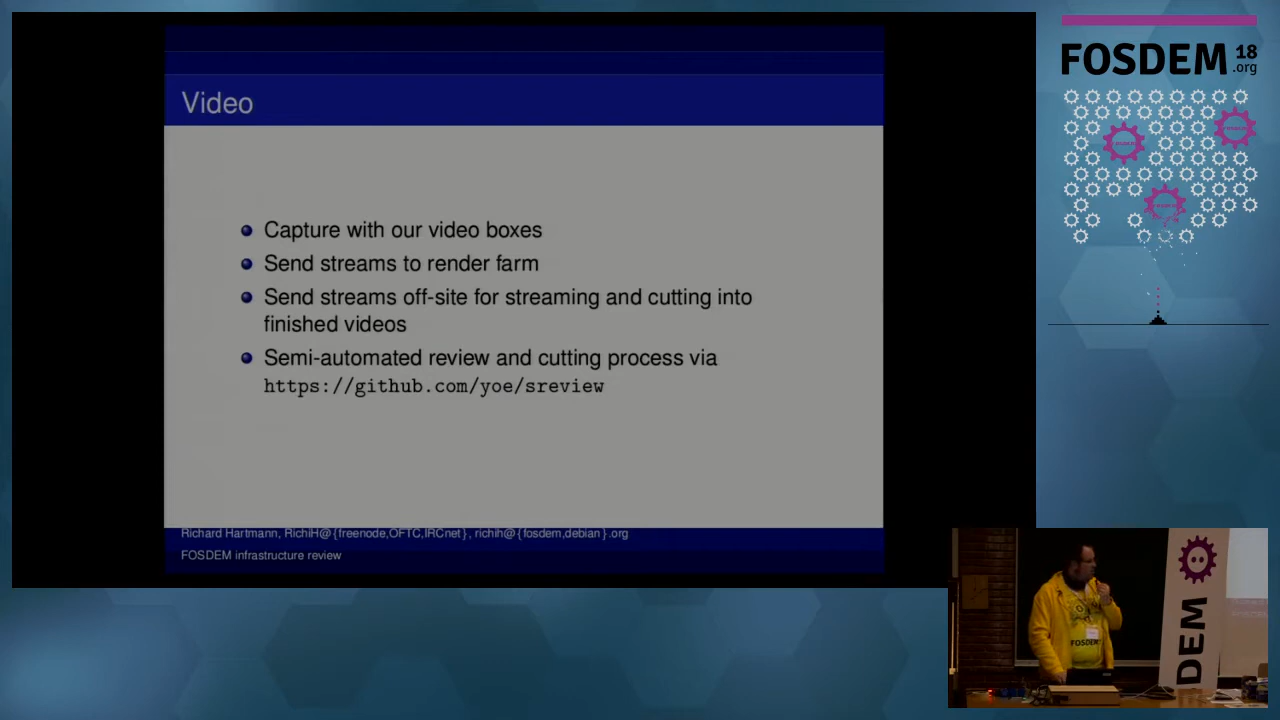 Video
Capture with our video boxes
Send streams to render farm
Send streams off-site for streaming and cutting into
finished videos
Semi-automated review and cutting process via
https://github.com/yoe/sreview
Richard Hartmann, RichiH@{freenode,OFTC,IRCnet}, richih@{fosdem,debian}.org
FOSDEM infrastructure review
FOSDEM 18
.org
FOSDEM
DEM